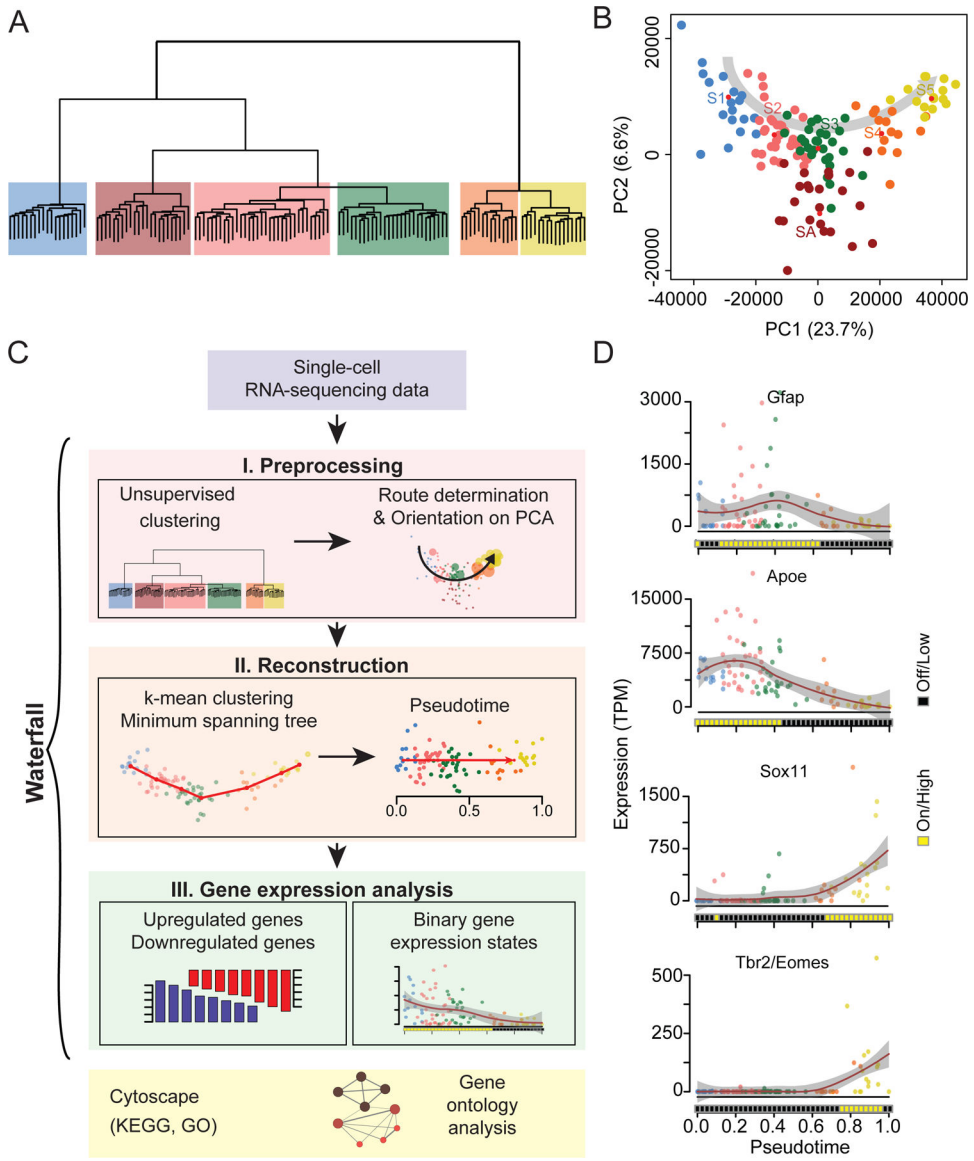 A
B
20000
0
-20000
PC2 (6.6%)
S1
S2
S3
S4
S5
SA
-40000
-20000
0
20000
40000
PC1 (23.7%)
C
Single-cell
RNA-sequencing data
Waterfall
I. Preprocessing
Unsupervised
clustering
Route determination
& Orientation on PCA
II. Reconstruction
k-mean clustering
Minimum spanning tree
Pseudotime
0.0
0.5
1.0
III. Gene expression analysis
Upregulated genes
Downregulated genes
Binary gene
expression states
Cytoscape
(KEGG, GO)
Gene
ontology
analysis
D
Expression (TPM)
Gfap
3000
1500
0
Apoe
15000
7500
0
Sox11
1500
750
0
Tbr2/Eomes
500
250
0
0.0 0.2 0.4 0.6 0.8 1.0
Pseudotime
Off/Low
On/High